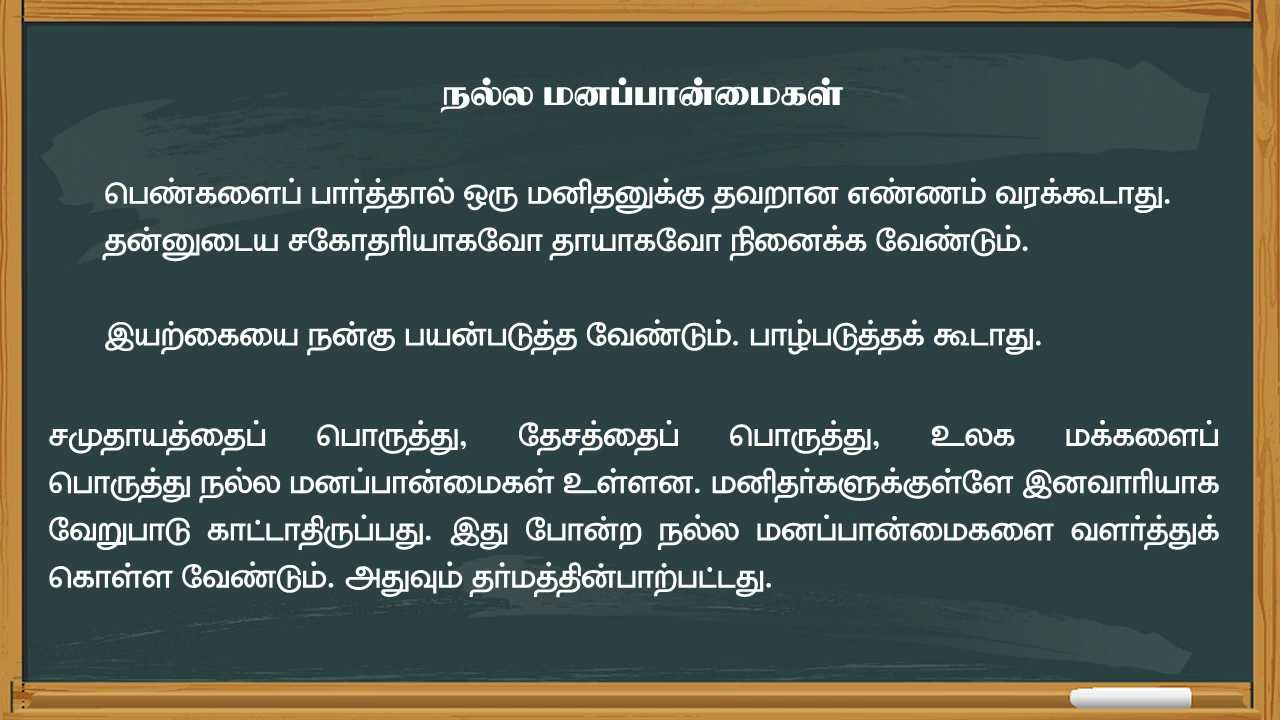 நல்ல மனப்பான்மைகள்
பெண்களைப் பார்த்தால் ஒரு மனிதனுக்கு தவறான எண்ணம் வரக்கூடாது.
தன்னுடைய சகோதரியாகவோ தாயாகவோ நினைக்க வேண்டும்.
இயற்கையை நன்கு பயன்படுத்த வேண்டும். பாழ்படுத்தக் கூடாது.
சமுதாயத்தைப் பொருத்து, தேசத்தைப் பொருத்து, உலக மக்களைப்
பொருத்து நல்ல மனப்பான்மைகள் உள்ளன. மனிதர்களுக்குள்ளே இனவாரியாக
வேறுபாடு காட்டாதிருப்பது. இது போன்ற நல்ல மனப்பான்மைகளை வளர்த்துக்
கொள்ள வேண்டும். அதுவும் தர்மத்தின்பாற்பட்டது.